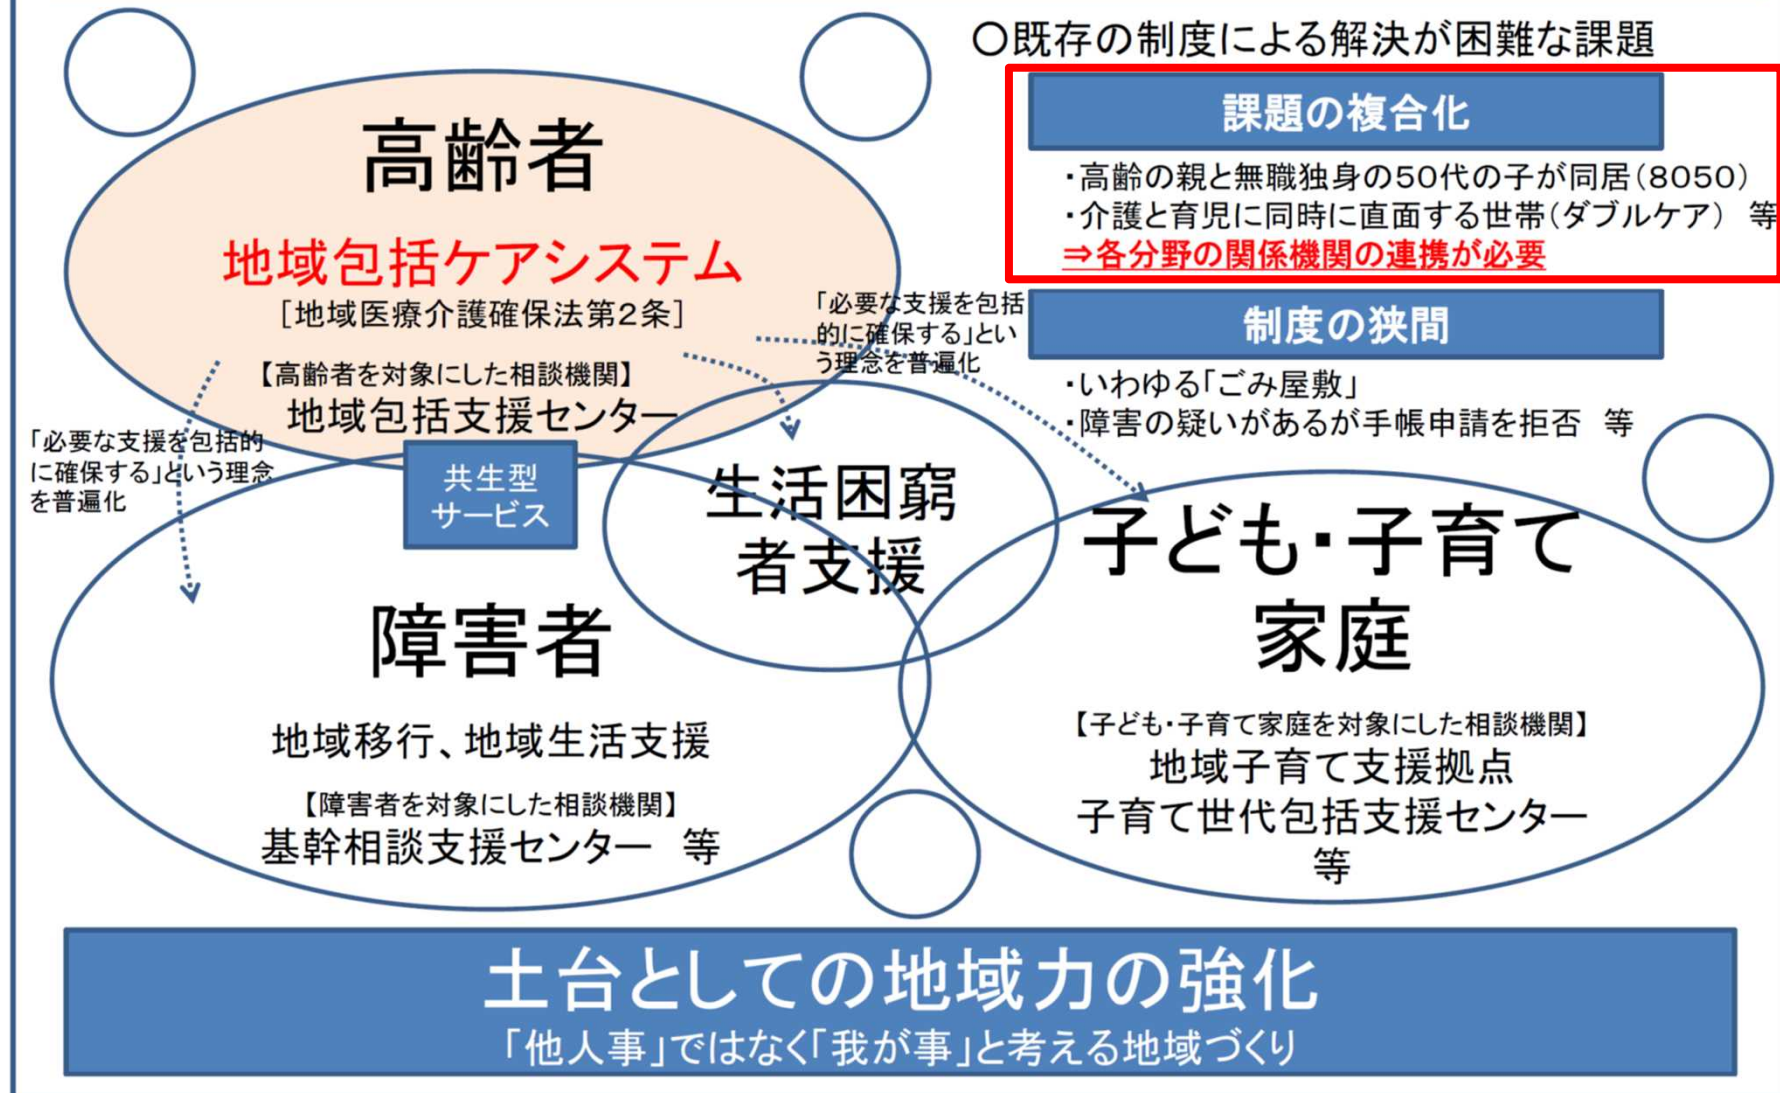 〇既存の制度による解決が困難な課題
課題の複合化
・高齢の親と無職独身の50代の子が同居(8050)
・介護と育児に同時に直面する世帯(ダブルケア) 等
⇒各分野の関係機関の連携が必要
制度の狭間
・いわゆる「ごみ屋敷」
・障害の疑いがあるが手帳申請を拒否 等
高齢者
地域包括ケアシステム
[地域医療介護確保法第2条]
【高齢者を対象にした相談機関】
地域包括支援センター
「必要な支援を包括
的に確保する」とい
う理念を普遍化
「必要な支援を包括的
に確保する」という理念
を普遍化
共生型
サービス
生活困窮
者支援
障害者
地域移行、地域生活支援
【障害者を対象にした相談機関】
基幹相談支援センター 等
子ども・子育て
家庭
【子ども・子育て家庭を対象にした相談機関】
地域子育て支援拠点
子育て世代包括支援センター
等
土台としての地域力の強化
「他人事」ではなく「我が事」と考える地域づくり